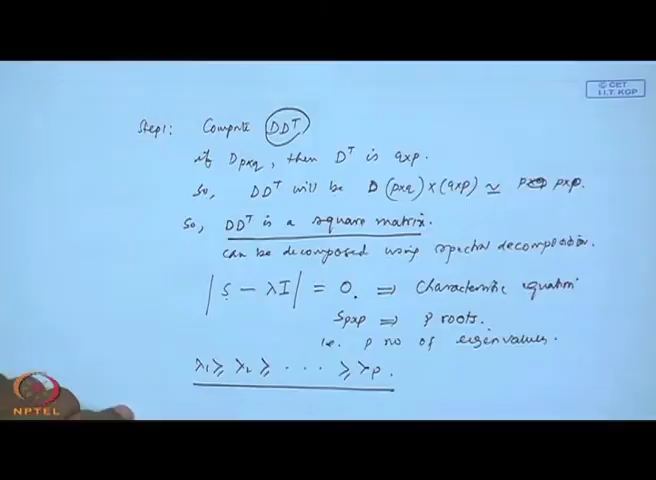 © CET
I.I.T. KGP
Step1: Compute DDᵀ
if Dpxq, then Dᵀ is qxp.
So, DDᵀ will be D (pxq) x (qxp) ≃ pxp.
So, DDᵀ is a square matrix.
can be decomposed using spectral decomposition.
|S - λI| = 0. ⇒ Characteristic equation
Spxp ⇒ p roots.
i.e. p no of eigenvalues.
λ₁ ≥ λ₂ ≥ . . . ≥ λp.
NPTEL